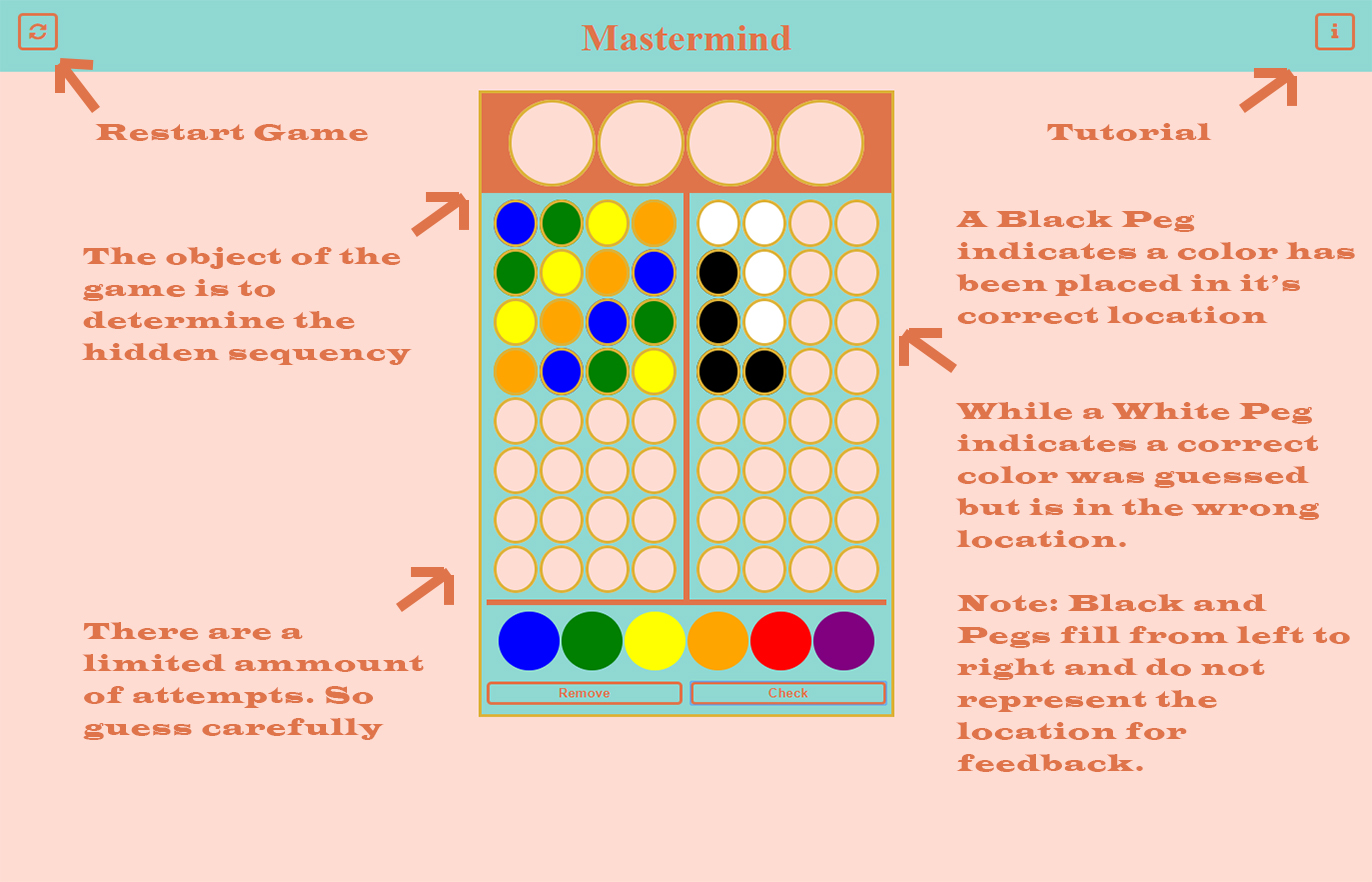 Mastermind
i
Restart Game
Tutorial
The object of the
game is to
determine the
hidden sequency
There are a
limited ammount
of attempts. So
guess carefully
A Black Peg
indicates a color has
been placed in it's
correct location
While a White Peg
indicates a correct
color was guessed
but is in the wrong
location.
Note: Black and
Pegs fill from left to
right and do not
represent the
location for
feedback.
Remove
Check